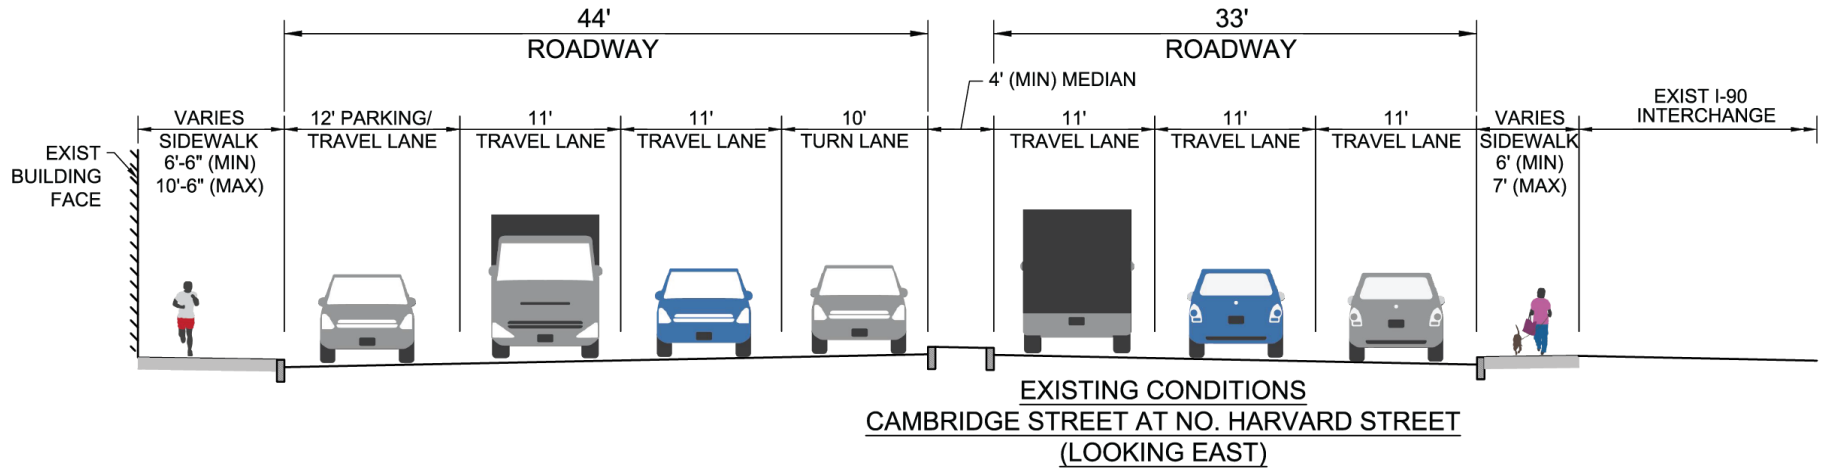 44'
ROADWAY
33'
ROADWAY
4' (MIN) MEDIAN
EXIST
BUILDING
FACE
VARIES
SIDEWALK
6'-6" (MIN)
10'-6" (MAX)
12' PARKING/
TRAVEL LANE
11'
TRAVEL LANE
11'
TRAVEL LANE
10'
TURN LANE
11'
TRAVEL LANE
11'
TRAVEL LANE
11'
TRAVEL LANE
VARIES
SIDEWALK
6' (MIN)
7' (MAX)
EXIST I-90
INTERCHANGE
EXISTING CONDITIONS
CAMBRIDGE STREET AT NO. HARVARD STREET
(LOOKING EAST)